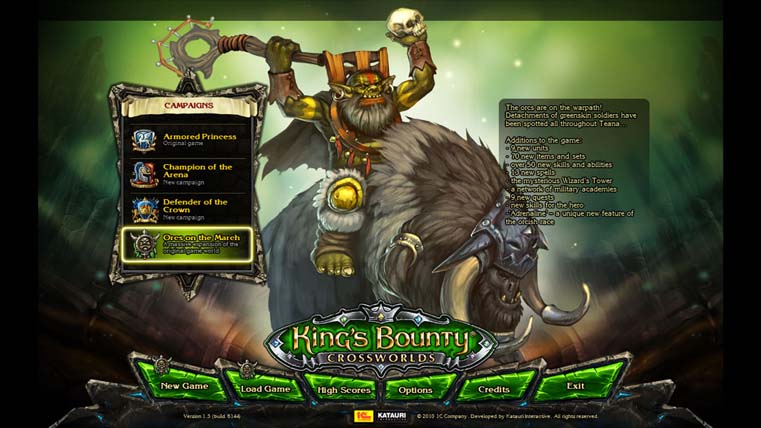 CAMPAIGNS
Armored Princess
Original game
Champion of the
Arena
New campaign
Defender of the
Crown
New campaign
Orcs on the March
A massive expansion of the
original game world
The orcs are on the warpath!
Detachments of greenskin soldiers have
been spotted all throughout Teana...
Additions to the game:
- 9 new units
- 10 new items and sets
- over 50 new skills and abilities
- 10 new spells
- the mysterious Wizard's Tower
- a network of military academies
- 9 quests
- new skills for the hero
- Adrenaline - a unique new feature of
the orcish race
King's Bounty
CROSSWORLDS
New Game
Load Game
High Scores
Options
Credits
Exit
Version 1.3 (build 6144)
1C
KATAURI
INTERACTIVE
© 2010 1C Company. Developed by Katauri Interactive. All rights reserved.